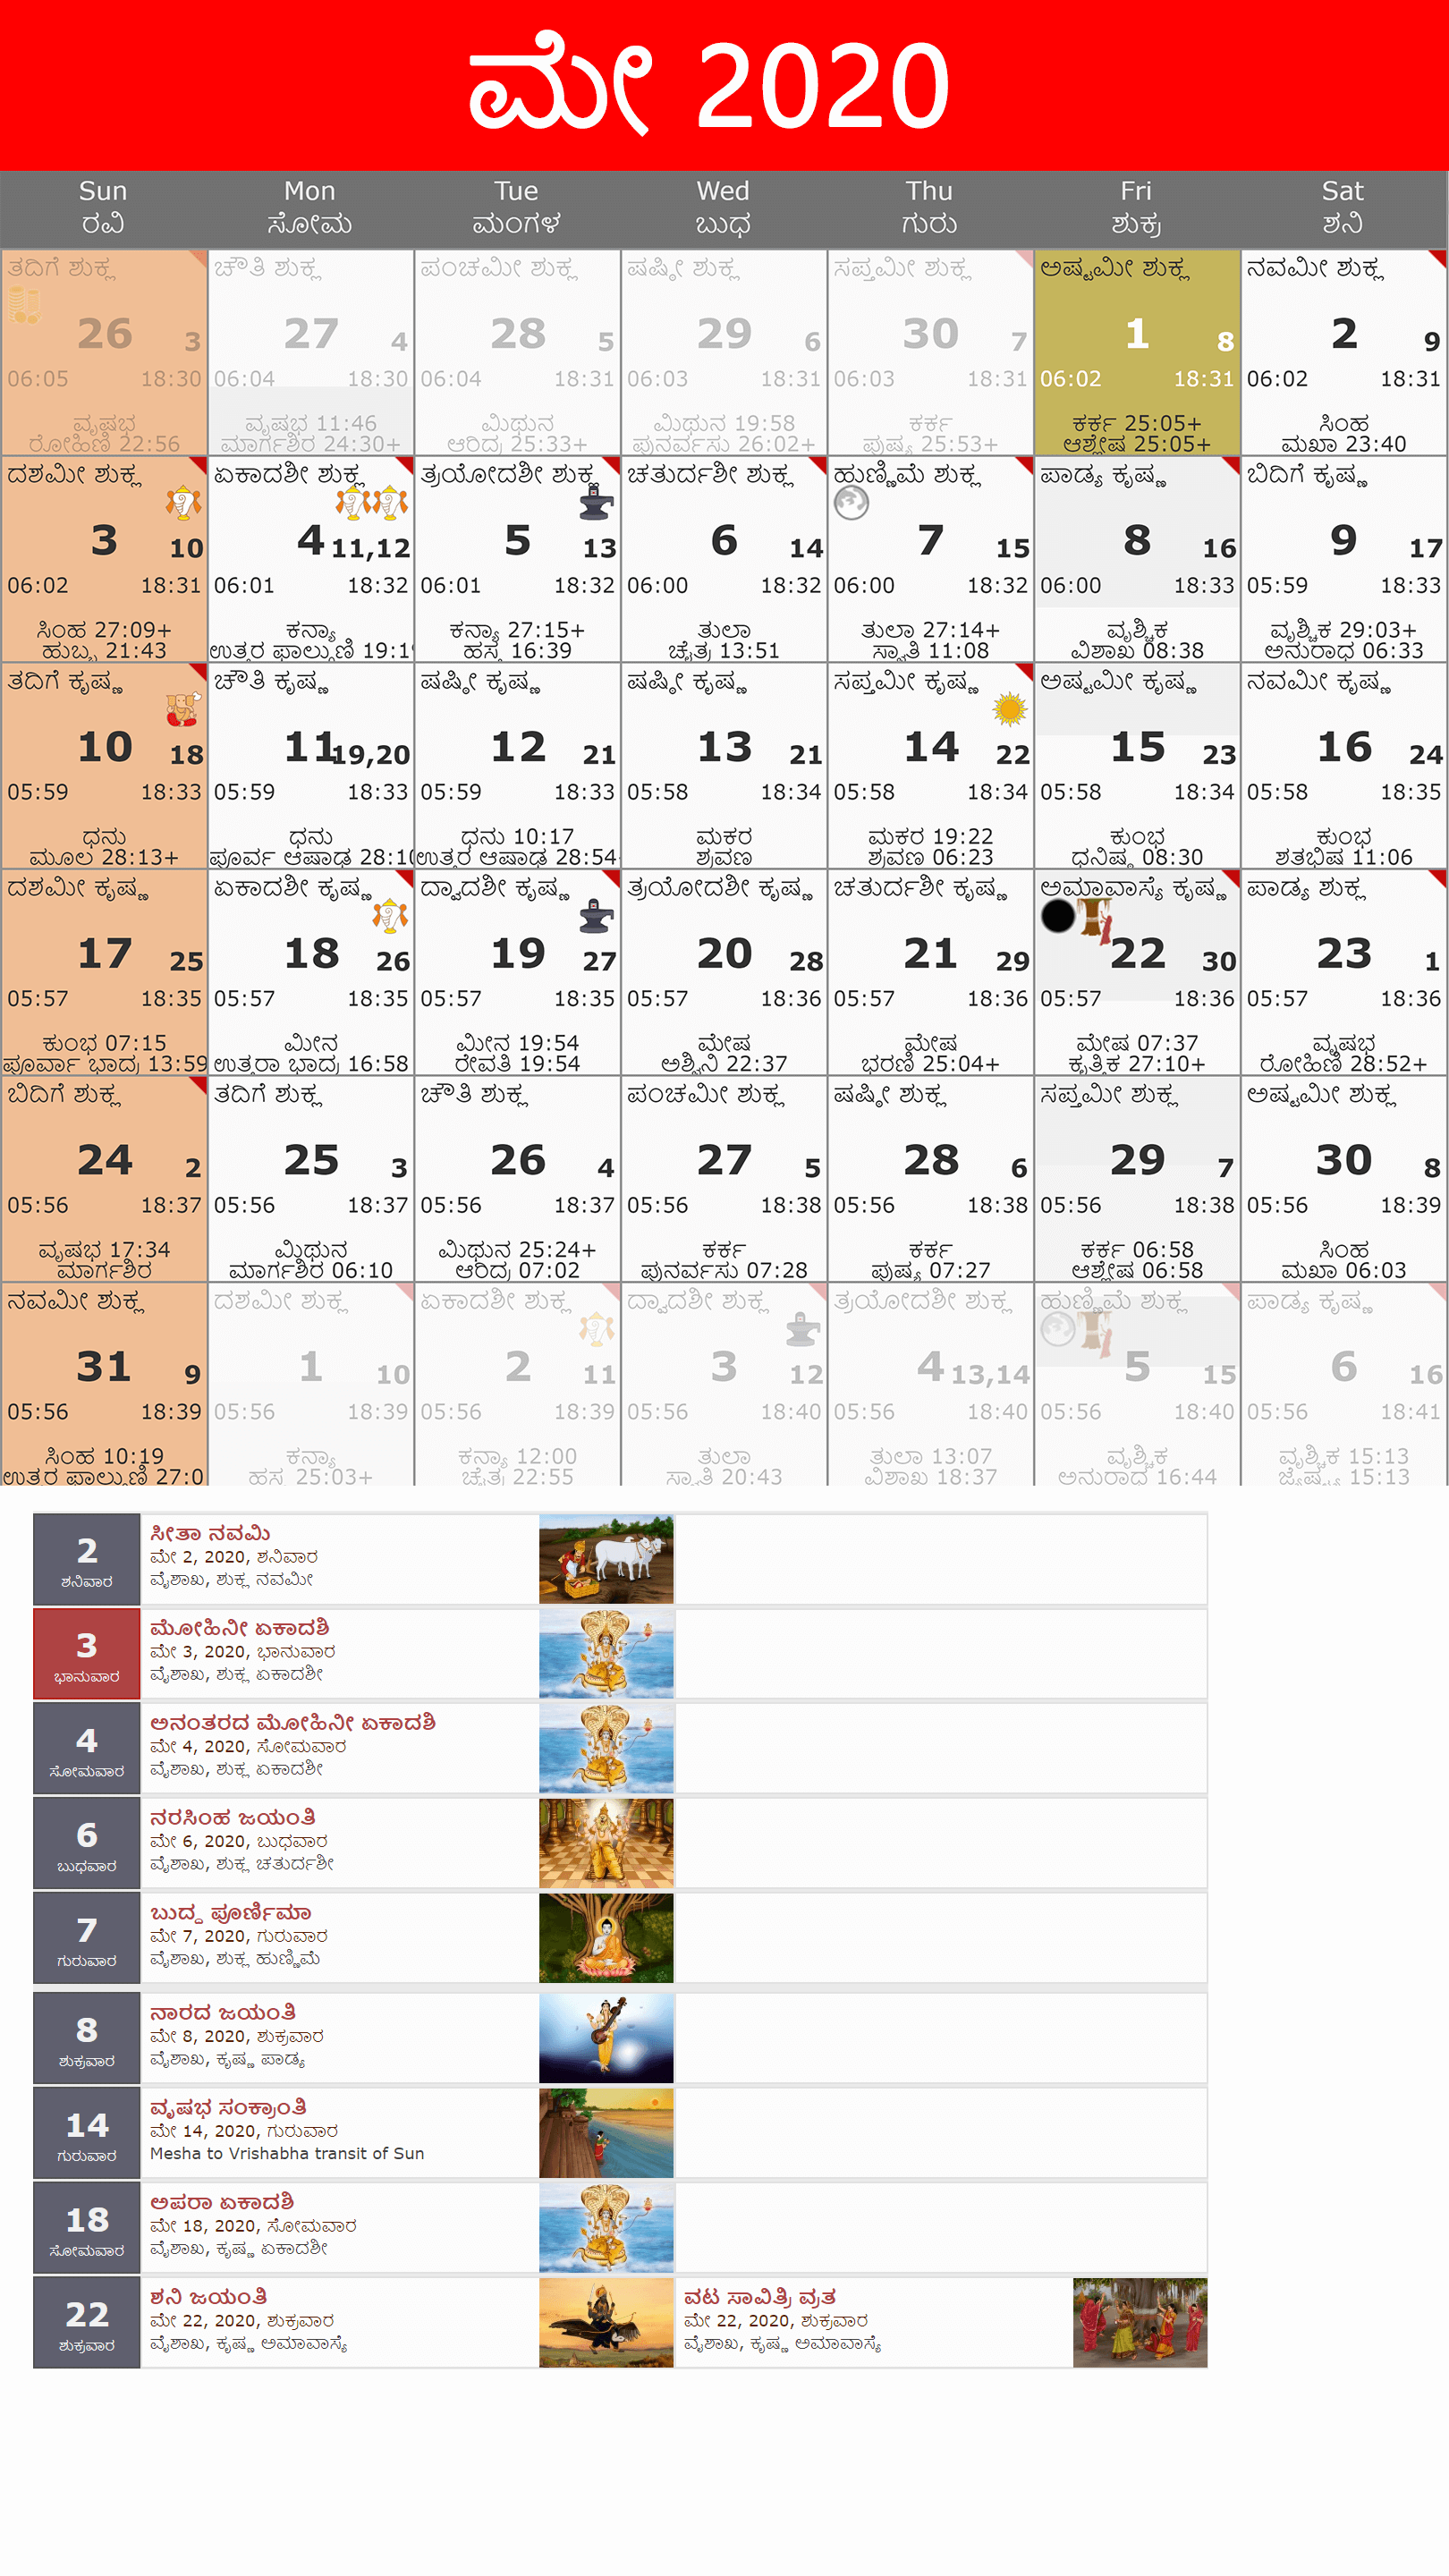 ಮೇ 2020
Sun Mon Tue Wed Thu Fri Sat
ರವಿ ಸೋಮ ಮಂಗಳ ಬುಧ ಗುರು ಶುಕ್ರ ಶನಿ
ತದಿಗೆ ಶುಕ್ಲ ಚೌತಿ ಶುಕ್ಲ ಪಂಚಮೀ ಶುಕ್ಲ ಷಷ್ಠೀ ಶುಕ್ಲ ಸಪ್ತಮೀ ಶುಕ್ಲ ಅಷ್ಟಮೀ ಶುಕ್ಲ ನವಮೀ ಶುಕ್ಲ
26 3 27 4 28 5 29 6 30 7 1 8 2 9
06:05 18:30 06:04 18:30 06:04 18:31 06:03 18:31 06:03 18:31 06:02 18:31 06:02 18:31
ವೃಷಭ ವೃಷಭ 11:46 ಮಿಥುನ ಮಿಥುನ 19:58 ಕರ್ಕ ಕರ್ಕ 25:05+ ಸಿಂಹ
ರೋಹಿಣಿ 22:56 ಮಾರ್ಗಶಿರ 24:30+ ಆರಿದ್ರ 25:33+ ಪುನರ್ವಸು 26:02+ ಪುಷ್ಯ 25:53+ ಆಶ್ಲೇಷ 25:05+ ಮಖಾ 23:40
ದಶಮೀ ಶುಕ್ಲ ಏಕಾದಶೀ ಶುಕ್ಲ ತ್ರಯೋದಶೀ ಶುಕ್ಲ ಚತುರ್ದಶೀ ಶುಕ್ಲ ಹುಣ್ಣಿಮೆ ಶುಕ್ಲ ಪಾಡ್ಯ ಕೃಷ್ಣ ಬಿದಿಗೆ ಕೃಷ್ಣ
3 10 4 11,12 5 13 6 14 7 15 8 16 9 17
06:02 18:31 06:01 18:32 06:01 18:32 06:00 18:32 06:00 18:32 06:00 18:33 05:59 18:33
ಸಿಂಹ 27:09+ ಕನ್ಯಾ ಕನ್ಯಾ 27:15+ ತುಲಾ ತುಲಾ 27:14+ ವೃಶ್ಚಿಕ ವೃಶ್ಚಿಕ 29:03+
ಹುಬ್ಬ 21:43 ಉತ್ತರ ಫಾಲ್ಗುಣಿ 19:1 ಹಸ್ತ 16:39 ಚೈತ್ರ 13:51 ಸ್ವಾತಿ 11:08 ವಿಶಾಖ 08:38 ಅನುರಾಧ 06:33
ತದಿಗೆ ಕೃಷ್ಣ ಚೌತಿ ಕೃಷ್ಣ ಷಷ್ಠೀ ಕೃಷ್ಣ ಷಷ್ಠೀ ಕೃಷ್ಣ ಸಪ್ತಮೀ ಕೃಷ್ಣ ಅಷ್ಟಮೀ ಕೃಷ್ಣ ನವಮೀ ಕೃಷ್ಣ
10 18 11 19,20 12 21 13 21 14 22 15 23 16 24
05:59 18:33 05:59 18:33 05:59 18:33 05:58 18:34 05:58 18:34 05:58 18:34 05:58 18:35
ಧನು ಧನು ಧನು 10:17 ಮಕರ ಮಕರ 19:22 ಕುಂಭ ಕುಂಭ
ಮೂಲ 28:13+ ಪೂರ್ವ ಆಷಾಢ 28:10 ಉತ್ತರ ಆಷಾಢ 28:54 ಶ್ರವಣ ಶ್ರವಣ 06:23 ಧನಿಷ್ಠ 08:30 ಶತಭಿಷ 11:06
ದಶಮೀ ಕೃಷ್ಣ ಏಕಾದಶೀ ಕೃಷ್ಣ ದ್ವಾದಶೀ ಕೃಷ್ಣ ತ್ರಯೋದಶೀ ಕೃಷ್ಣ ಚತುರ್ದಶೀ ಕೃಷ್ಣ ಅಮಾವಾಸ್ಯೆ ಕೃಷ್ಣ ಪಾಡ್ಯ ಶುಕ್ಲ
17 25 18 26 19 27 20 28 21 29 22 30 23 1
05:57 18:35 05:57 18:35 05:57 18:35 05:57 18:36 05:57 18:36 05:57 18:36 05:57 18:36
ಕುಂಭ 07:15 ಮೀನ ಮೀನ 19:54 ಮೇಷ ಮೇಷ ಮೇಷ 07:37 ವೃಷಭ
ಪೂರ್ವಾ ಭಾದ್ರ 13:59 ಉತ್ತರಾ ಭಾದ್ರ 16:58 ರೇವತಿ 19:54 ಅಶ್ವಿನಿ 22:37 ಭರಣಿ 25:04+ ಕೃತ್ತಿಕ 27:10+ ರೋಹಿಣಿ 28:52+
ಬಿದಿಗೆ ಶುಕ್ಲ ತದಿಗೆ ಶುಕ್ಲ ಚೌತಿ ಶುಕ್ಲ ಪಂಚಮೀ ಶುಕ್ಲ ಷಷ್ಠೀ ಶುಕ್ಲ ಸಪ್ತಮೀ ಶುಕ್ಲ ಅಷ್ಟಮೀ ಶುಕ್ಲ
24 2 25 3 26 4 27 5 28 6 29 7 30 8
05:56 18:37 05:56 18:37 05:56 18:37 05:56 18:38 05:56 18:38 05:56 18:38 05:56 18:39
ವೃಷಭ 17:34 ಮಿಥುನ ಮಿಥುನ 25:24+ ಕರ್ಕ ಕರ್ಕ ಕರ್ಕ 06:58 ಸಿಂಹ
ಮಾರ್ಗಶಿರ ಮಾರ್ಗಶಿರ 06:10 ಆರಿದ್ರ 07:02 ಪುನರ್ವಸು 07:28 ಪುಷ್ಯ 07:27 ಆಶ್ಲೇಷ 06:58 ಮಖಾ 06:03
ನವಮೀ ಶುಕ್ಲ ದಶಮೀ ಶುಕ್ಲ ಏಕಾದಶೀ ಶುಕ್ಲ ದ್ವಾದಶೀ ಶುಕ್ಲ ತ್ರಯೋದಶೀ ಶುಕ್ಲ ಹುಣ್ಣಿಮೆ ಶುಕ್ಲ ಪಾಡ್ಯ ಕೃಷ್ಣ
31 9 1 10 2 11 3 12 4 13,14 5 15 6 16
05:56 18:39 05:56 18:39 05:56 18:39 05:56 18:40 05:56 18:40 05:56 18:40 05:56 18:41
ಸಿಂಹ 10:19 ಕನ್ಯಾ ಕನ್ಯಾ 12:00 ತುಲಾ ತುಲಾ 13:07 ವೃಶ್ಚಿಕ ವೃಶ್ಚಿಕ 15:13
ಉತ್ತರ ಫಾಲ್ಗುಣಿ 27:0 ಹಸ್ತ 25:03+ ಚೈತ್ರ 22:55 ಸ್ವಾತಿ 20:43 ವಿಶಾಖ 18:37 ಅನುರಾಧ 16:44 ಜ್ಯೇಷ್ಠ 15:13
2
ಶನಿವಾರ
ಸೀತಾ ನವಮಿ
ಮೇ 2, 2020, ಶನಿವಾರ
ವೈಶಾಖ, ಶುಕ್ಲ ನವಮೀ
3
ಭಾನುವಾರ
ಮೋಹಿನೀ ಏಕಾದಶಿ
ಮೇ 3, 2020, ಭಾನುವಾರ
ವೈಶಾಖ, ಶುಕ್ಲ ಏಕಾದಶೀ
4
ಸೋಮವಾರ
ಅನಂತರದ ಮೋಹಿನೀ ಏಕಾದಶಿ
ಮೇ 4, 2020, ಸೋಮವಾರ
ವೈಶಾಖ, ಶುಕ್ಲ ಏಕಾದಶೀ
6
ಬುಧವಾರ
ನರಸಿಂಹ ಜಯಂತಿ
ಮೇ 6, 2020, ಬುಧವಾರ
ವೈಶಾಖ, ಶುಕ್ಲ ಚತುರ್ದಶೀ
7
ಗುರುವಾರ
ಬುದ್ಧ ಪೂರ್ಣಿಮಾ
ಮೇ 7, 2020, ಗುರುವಾರ
ವೈಶಾಖ, ಶುಕ್ಲ ಹುಣ್ಣಿಮೆ
8
ಶುಕ್ರವಾರ
ನಾರದ ಜಯಂತಿ
ಮೇ 8, 2020, ಶುಕ್ರವಾರ
ವೈಶಾಖ, ಕೃಷ್ಣ ಪಾಡ್ಯ
14
ಗುರುವಾರ
ವೃಷಭ ಸಂಕ್ರಾಂತಿ
ಮೇ 14, 2020, ಗುರುವಾರ
Mesha to Vrishabha transit of Sun
18
ಸೋಮವಾರ
ಅಪರಾ ಏಕಾದಶಿ
ಮೇ 18, 2020, ಸೋಮವಾರ
ವೈಶಾಖ, ಕೃಷ್ಣ ಏಕಾದಶೀ
22
ಶುಕ್ರವಾರ
ಶನಿ ಜಯಂತಿ
ಮೇ 22, 2020, ಶುಕ್ರವಾರ
ವೈಶಾಖ, ಕೃಷ್ಣ ಅಮಾವಾಸ್ಯೆ
ವಟ ಸಾವಿತ್ರಿ ವ್ರತ
ಮೇ 22, 2020, ಶುಕ್ರವಾರ
ವೈಶಾಖ, ಕೃಷ್ಣ ಅಮಾವಾಸ್ಯೆ